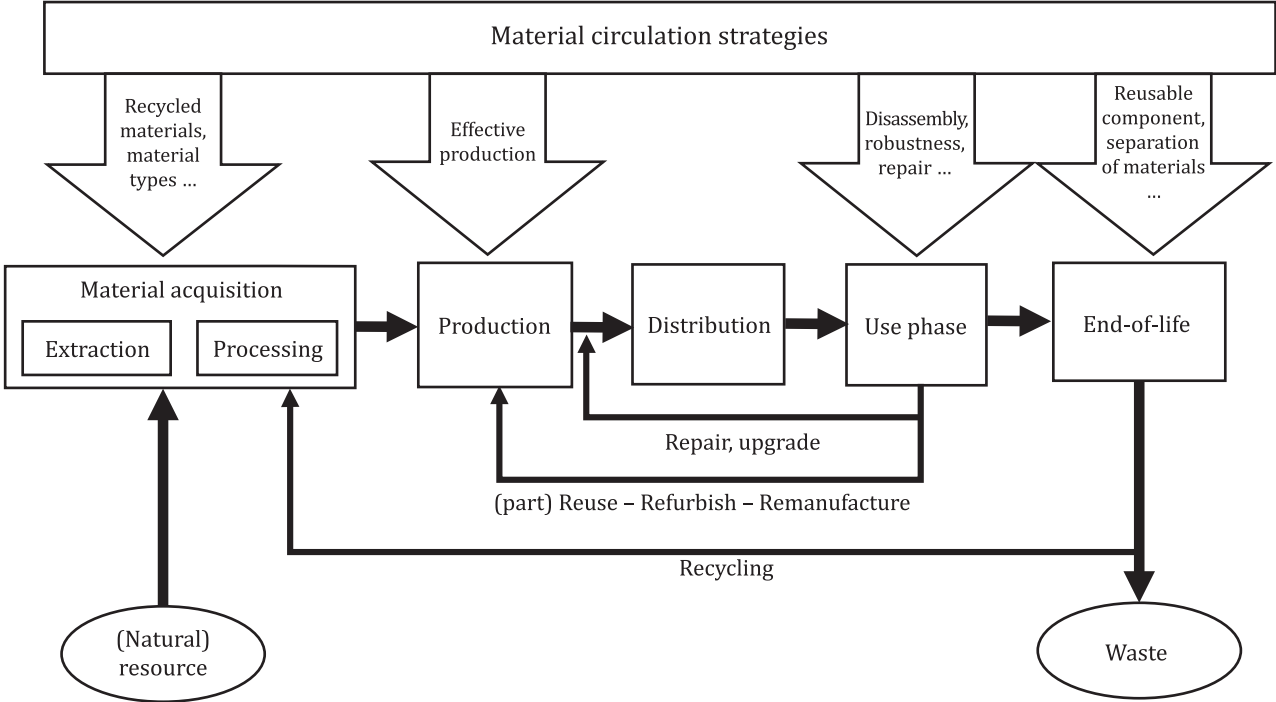 Material circulation strategies
Recycled
materials,
material
types ...
Effective
production
Disassembly,
robustness,
repair ...
Reusable
component,
separation
of materials
...
Material acquisition
Extraction
Processing
Production
Distribution
Use phase
End-of-life
Repair, upgrade
(part) Reuse – Refurbish – Remanufacture
Recycling
(Natural)
resource
Waste